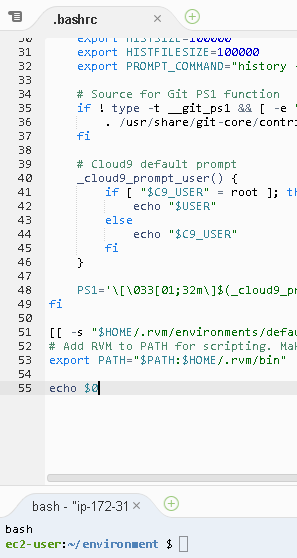 .bashrc
30 export HISTSIZE=100000
31 export HISTFILESIZE=100000
32 export PROMPT_COMMAND="history -
33
34 # Source for Git PS1 function
35 if ! type -t __git_ps1 && [ -e "
36 . /usr/share/git-core/contri
37 fi
38
39 # Cloud9 default prompt
40 _cloud9_prompt_user() {
41 if [ "$C9_USER" = root ]; th
42 echo "$USER"
43 else
44 echo "$C9_USER"
45 fi
46 }
47
48 PS1='\[\033[01;32m\]$(_cloud9_pr
49 fi
50
51 [[ -s "$HOME/.rvm/environments/defau
52 # Add RVM to PATH for scripting. Mak
53 export PATH="$PATH:$HOME/.rvm/bin"
54
55 echo $0
bash - "ip-172-31
bash
ec2-user:~/environment $